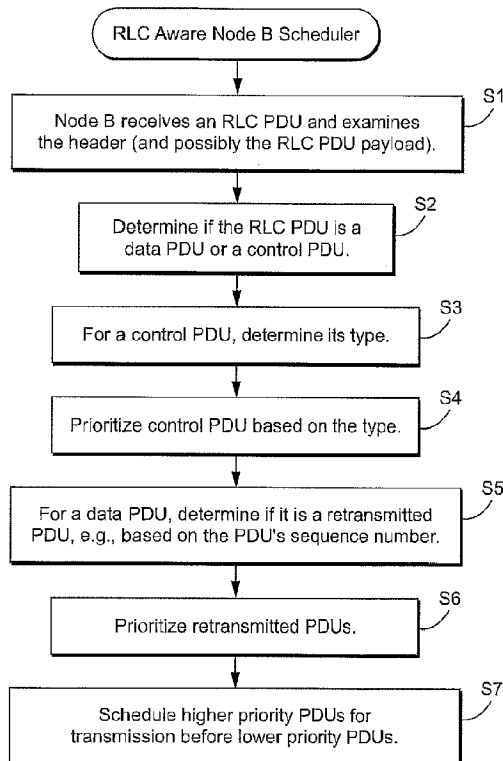 RLC Aware Node B Scheduler
S1
Node B receives an RLC PDU and examines
the header (and possibly the RLC PDU payload).
S2
Determine if the RLC PDU is a
data PDU or a control PDU.
S3
For a control PDU, determine its type.
S4
Prioritize control PDU based on the type.
S5
For a data PDU, determine if it is a retransmitted
PDU, e.g., based on the PDU's sequence number.
S6
Prioritize retransmitted PDUs.
S7
Schedule higher priority PDUs for
transmission before lower priority PDUs.